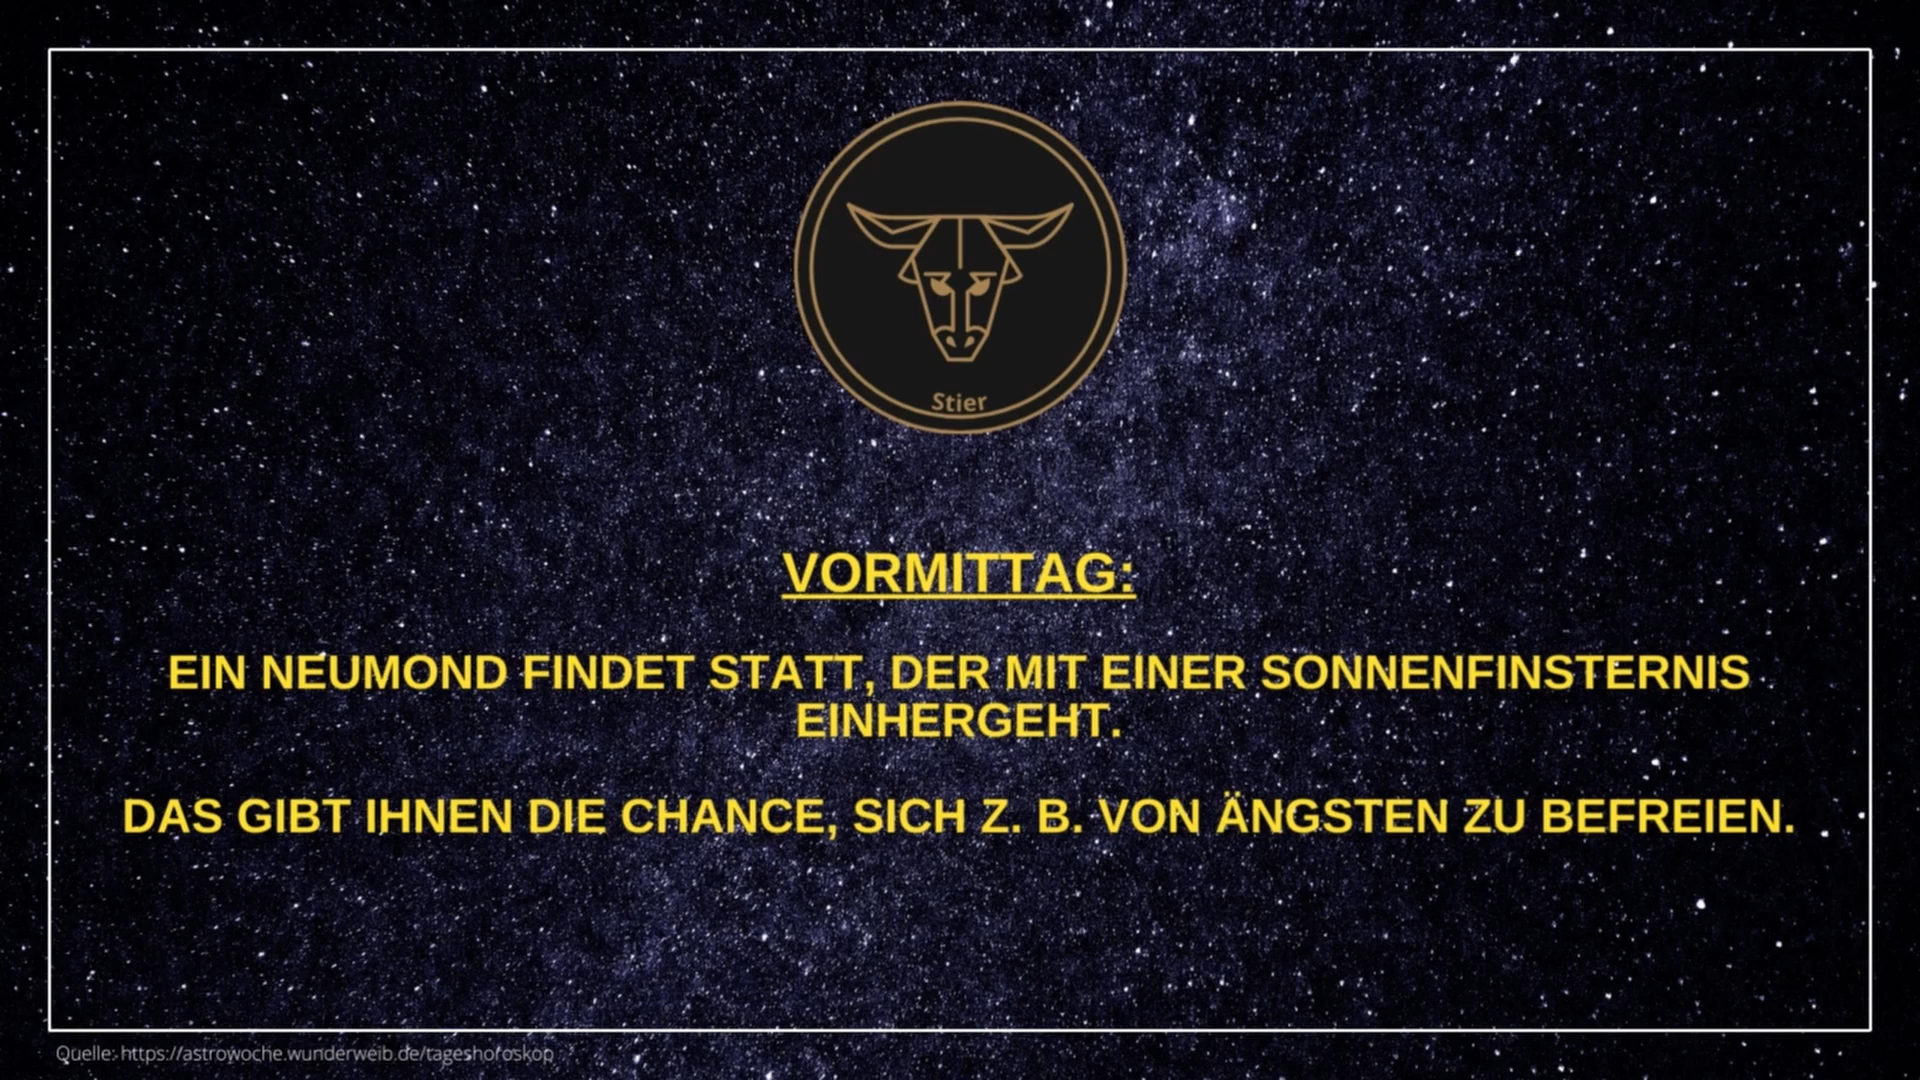 Stier
VORMITTAG:
EIN NEUMOND FINDET STATT, DER MIT EINER SONNENFINSTERNIS
EINHERGEHT.
DAS GIBT IHNEN DIE CHANCE, SICH Z. B. VON ÄNGSTEN ZU BEFREIEN.
Quelle: https://astrowoche.wunderweib.de/tageshoroskop